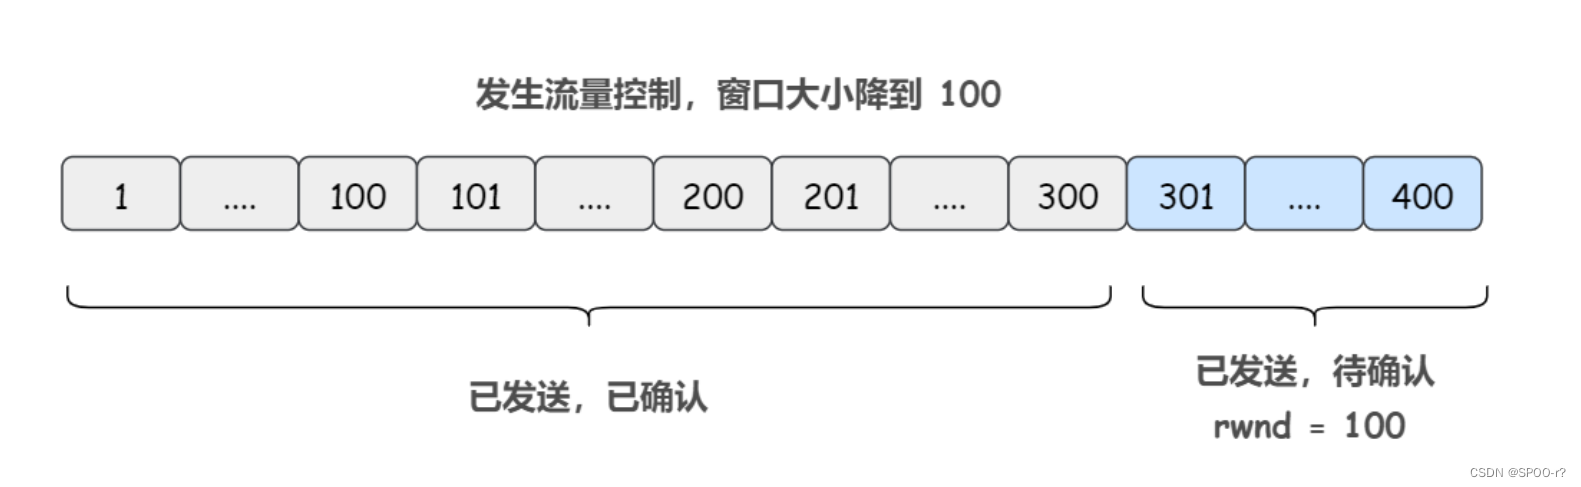 发生流量控制，窗口大小降到 100
1 .... 100 101 .... 200 201 .... 300 301 .... 400
已发送，已确认
已发送，待确认
rwnd = 100
CSDN @SPOO-r?